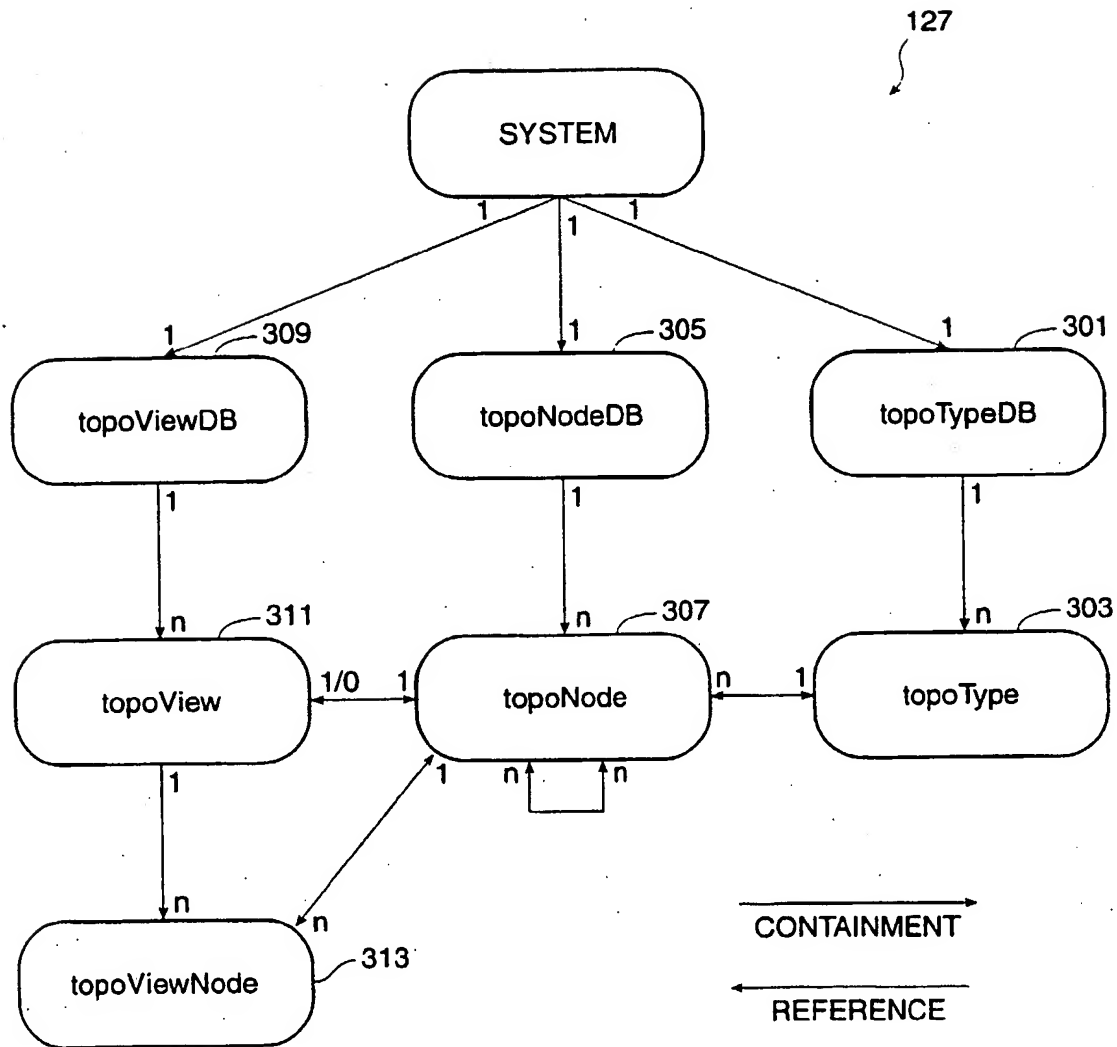 127
SYSTEM
1 1 1
1 309 1 305 1 301
topoViewDB topoNodeDB topoTypeDB
1 1 1
n 311 n 307 n 303
topoView 1/0 1 topoNode n 1 topoType
1 1 n n
n n
topoViewNode 313
CONTAINMENT
REFERENCE